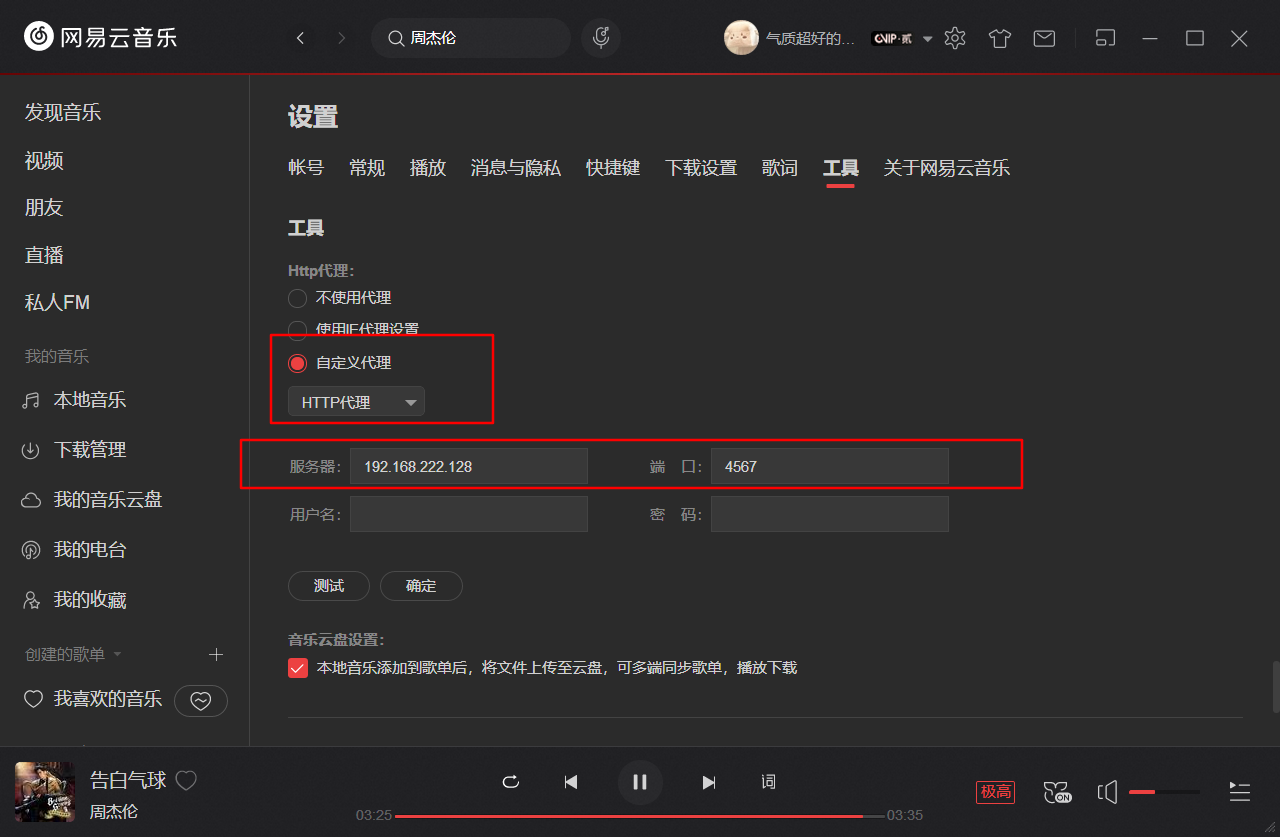 网易云音乐
周杰伦
气质超好的...
CVIP·贰
发现音乐
视频
朋友
直播
私人FM
我的音乐
本地音乐
下载管理
我的音乐云盘
我的电台
我的收藏
创建的歌单
我喜欢的音乐
设置
帐号 常规 播放 消息与隐私 快捷键 下载设置 歌词 工具 关于网易云音乐
工具
Http代理：
不使用代理
使用IE代理设置
自定义代理
HTTP代理
服务器： 192.168.222.128 端 口： 4567
用户名： 密 码：
测试 确定
音乐云盘设置：
本地音乐添加到歌单后，将文件上传至云盘，可多端同步歌单，播放下载
告白气球
周杰伦
词
03:25 03:35
极高
ON